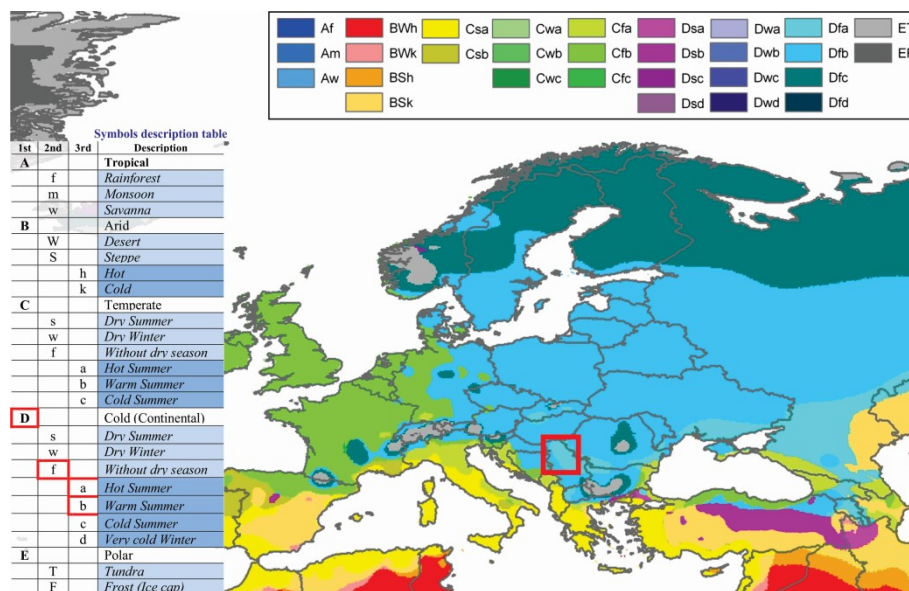 Af BWh Csa Cwa Cfa Dsa Dwa Dfa ET
Am BWk Csb Cwb Cfb Dsb Dwb Dfb
Aw BSh Cwc Cfc Dsc Dwc Dfc
BSk Dsd Dwd Dfd
Symbols description table
1st 2nd 3rd Description
A Tropical
f Rainforest
m Monsoon
w Savanna
B Arid
W Desert
S Steppe
h Hot
k Cold
C Temperate
s Dry Summer
w Dry Winter
f Without dry season
a Hot Summer
b Warm Summer
c Cold Summer
D Cold (Continental)
s Dry Summer
w Dry Winter
f Without dry season
a Hot Summer
b Warm Summer
c Cold Summer
d Very cold Winter
E Polar
T Tundra
F Frost (Ice cap)